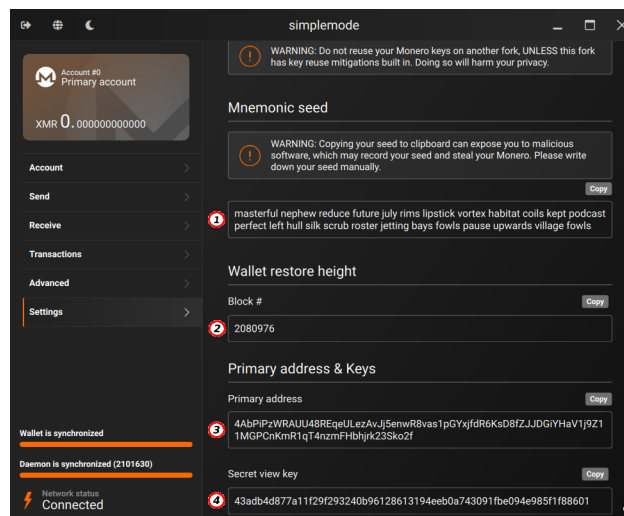 simplemode
Account #0
Primary account
XMR 0.000000000000
Account
Send
Receive
Transactions
Advanced
Settings
Wallet is synchronized
Daemon is synchronized (2101630)
Network status
Connected
WARNING: Do not reuse your Monero keys on another fork, UNLESS this fork
has key reuse mitigations built in. Doing so will harm your privacy.
Mnemonic seed
WARNING: Copying your seed to clipboard can expose you to malicious
software, which may record your seed and steal your Monero. Please write
down your seed manually.
Copy
1
masterful nephew reduce future july rims lipstick vortex habitat coils kept podcast
perfect left hull silk scrub roster jetting bays fowls pause upwards village fowls
Wallet restore height
Block #
Copy
2
2080976
Primary address & Keys
Primary address
Copy
3
4AbPiPzWRAUU48REqeULezAvJj5enwR8vas1pGYxjfdR6KsD8fZJJDGiYHaV1j9Z1
1MGPCnKmR1qT4nzmFHbhjrk23Sko2f
Secret view key
Copy
4
43adb4d877a11f29f293240b96128613194eeb0a743091fbe094e985f1f88601